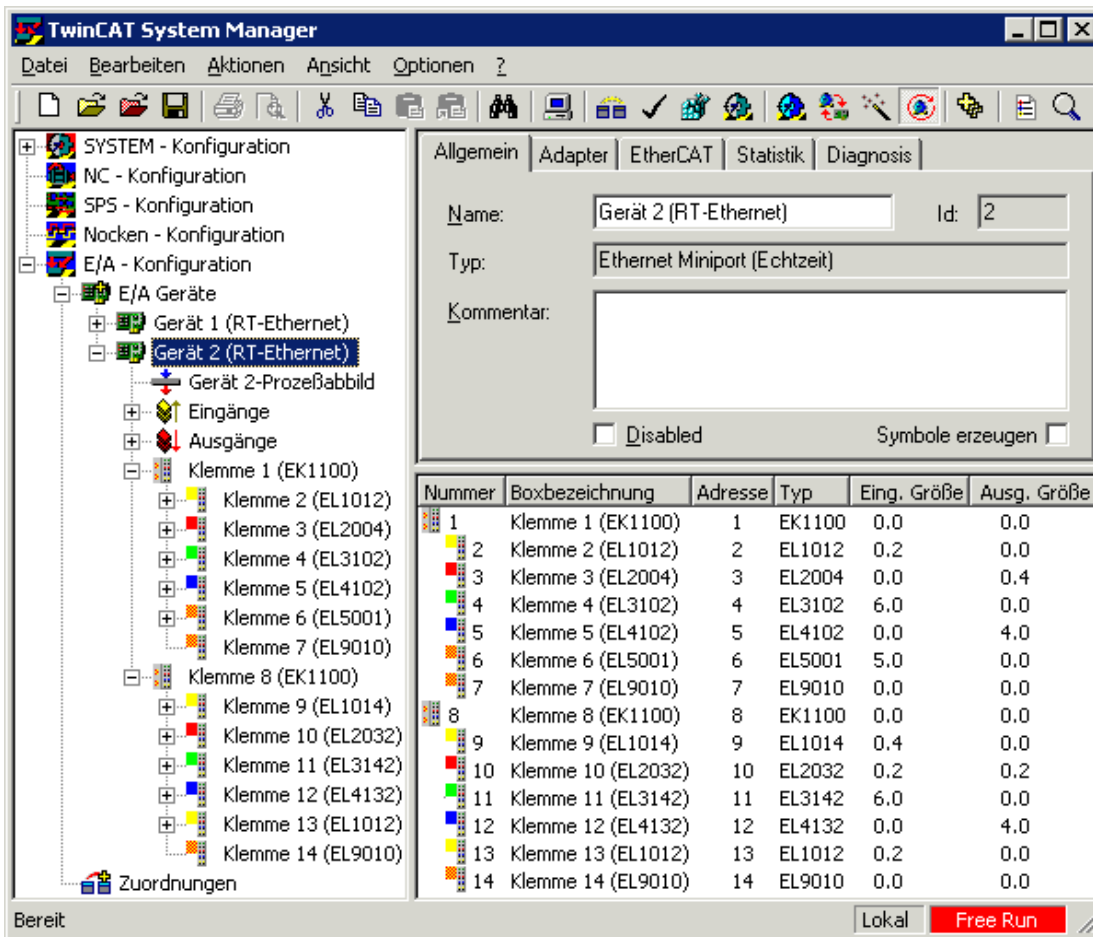 TwinCAT System Manager
Datei Bearbeiten Aktionen Ansicht Optionen ?
SYSTEM - Konfiguration
NC - Konfiguration
SPS - Konfiguration
Nocken - Konfiguration
E/A - Konfiguration
E/A Geräte
Gerät 1 (RT-Ethernet)
Gerät 2 (RT-Ethernet)
Gerät 2-Prozeßabbild
Eingänge
Ausgänge
Klemme 1 (EK1100)
Klemme 2 (EL1012)
Klemme 3 (EL2004)
Klemme 4 (EL3102)
Klemme 5 (EL4102)
Klemme 6 (EL5001)
Klemme 7 (EL9010)
Klemme 8 (EK1100)
Klemme 9 (EL1014)
Klemme 10 (EL2032)
Klemme 11 (EL3142)
Klemme 12 (EL4132)
Klemme 13 (EL1012)
Klemme 14 (EL9010)
Zuordnungen
Allgemein Adapter EtherCAT Statistik Diagnosis
Name: Gerät 2 (RT-Ethernet) Id: 2
Typ: Ethernet Miniport (Echtzeit)
Kommentar:
Disabled Symbole erzeugen
Nummer Boxbezeichnung Adresse Typ Eing. Größe Ausg. Größe
1 Klemme 1 (EK1100) 1 EK1100 0.0 0.0
2 Klemme 2 (EL1012) 2 EL1012 0.2 0.0
3 Klemme 3 (EL2004) 3 EL2004 0.0 0.4
4 Klemme 4 (EL3102) 4 EL3102 6.0 0.0
5 Klemme 5 (EL4102) 5 EL4102 0.0 4.0
6 Klemme 6 (EL5001) 6 EL5001 5.0 0.0
7 Klemme 7 (EL9010) 7 EL9010 0.0 0.0
8 Klemme 8 (EK1100) 8 EK1100 0.0 0.0
9 Klemme 9 (EL1014) 9 EL1014 0.4 0.0
10 Klemme 10 (EL2032) 10 EL2032 0.2 0.2
11 Klemme 11 (EL3142) 11 EL3142 6.0 0.0
12 Klemme 12 (EL4132) 12 EL4132 0.0 4.0
13 Klemme 13 (EL1012) 13 EL1012 0.2 0.0
14 Klemme 14 (EL9010) 14 EL9010 0.0 0.0
Bereit Lokal Free Run